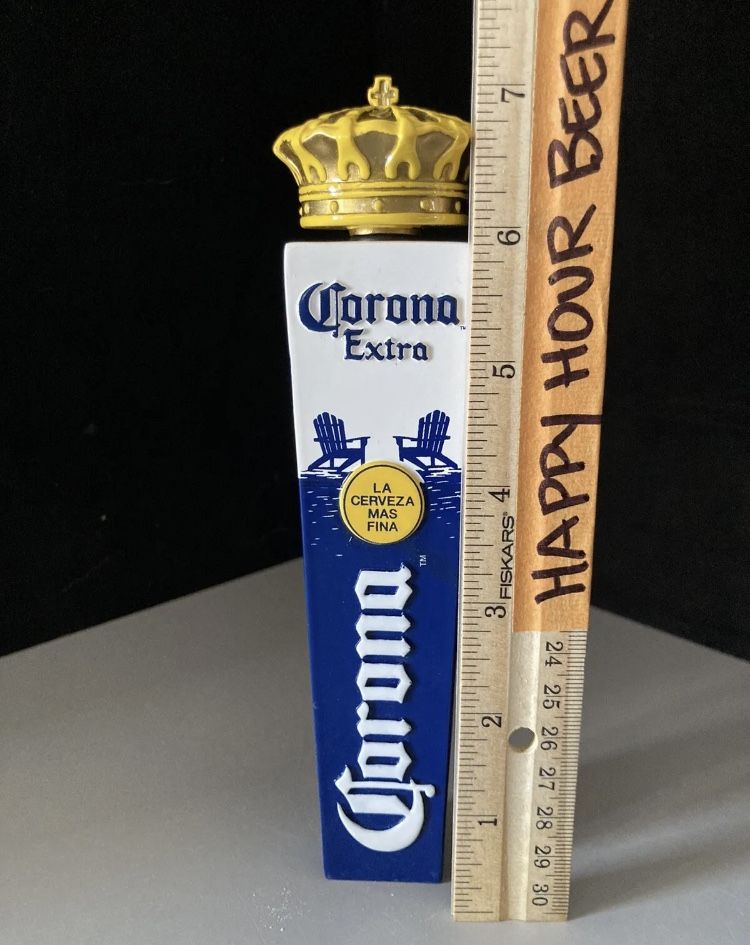 Corona
™
Extra
LA
CERVEZA
MAS
FINA
Corona
™
HAPPY HOUR BEER
FISKARS®
7
6
5
4
3
2
1
24
25
26
27
28
29
30